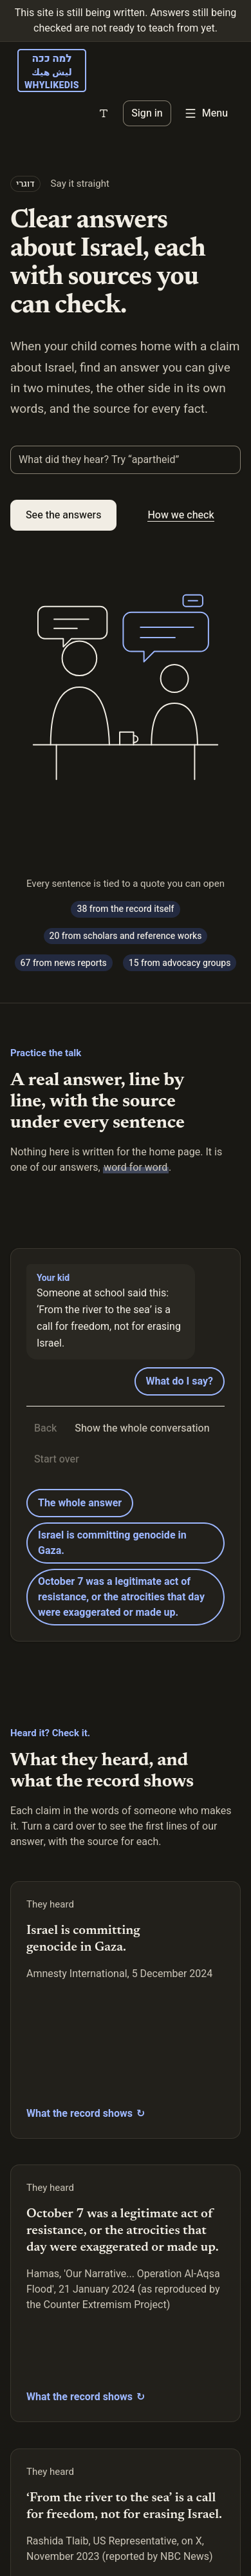 This site is still being written. Answers still being
checked are not ready to teach from yet.
למה ככה
ليش هيك
WHYLIKEDIS
Sign in
Menu
דוגרי
Say it straight
Clear answers
about Israel, each
with sources you
can check.
When your child comes home with a claim
about Israel, find an answer you can give
in two minutes, the other side in its own
words, and the source for every fact.
What did they hear? Try “apartheid”
See the answers
How we check
Every sentence is tied to a quote you can open
38 from the record itself
20 from scholars and reference works
67 from news reports
15 from advocacy groups
Practice the talk
A real answer, line by
line, with the source
under every sentence
Nothing here is written for the home page. It is
one of our answers, word for word.
Your kid
Someone at school said this:
‘From the river to the sea’ is a
call for freedom, not for erasing
Israel.
What do I say?
Back
Show the whole conversation
Start over
The whole answer
Israel is committing genocide in
Gaza.
October 7 was a legitimate act of
resistance, or the atrocities that day
were exaggerated or made up.
Heard it? Check it.
What they heard, and
what the record shows
Each claim in the words of someone who makes
it. Turn a card over to see the first lines of our
answer, with the source for each.
They heard
Israel is committing
genocide in Gaza.
Amnesty International, 5 December 2024
What the record shows ↻
They heard
October 7 was a legitimate act of
resistance, or the atrocities that
day were exaggerated or made up.
Hamas, 'Our Narrative... Operation Al-Aqsa
Flood', 21 January 2024 (as reproduced by
the Counter Extremism Project)
What the record shows ↻
They heard
‘From the river to the sea’ is a call
for freedom, not for erasing Israel.
Rashida Tlaib, US Representative, on X,
November 2023 (reported by NBC News)